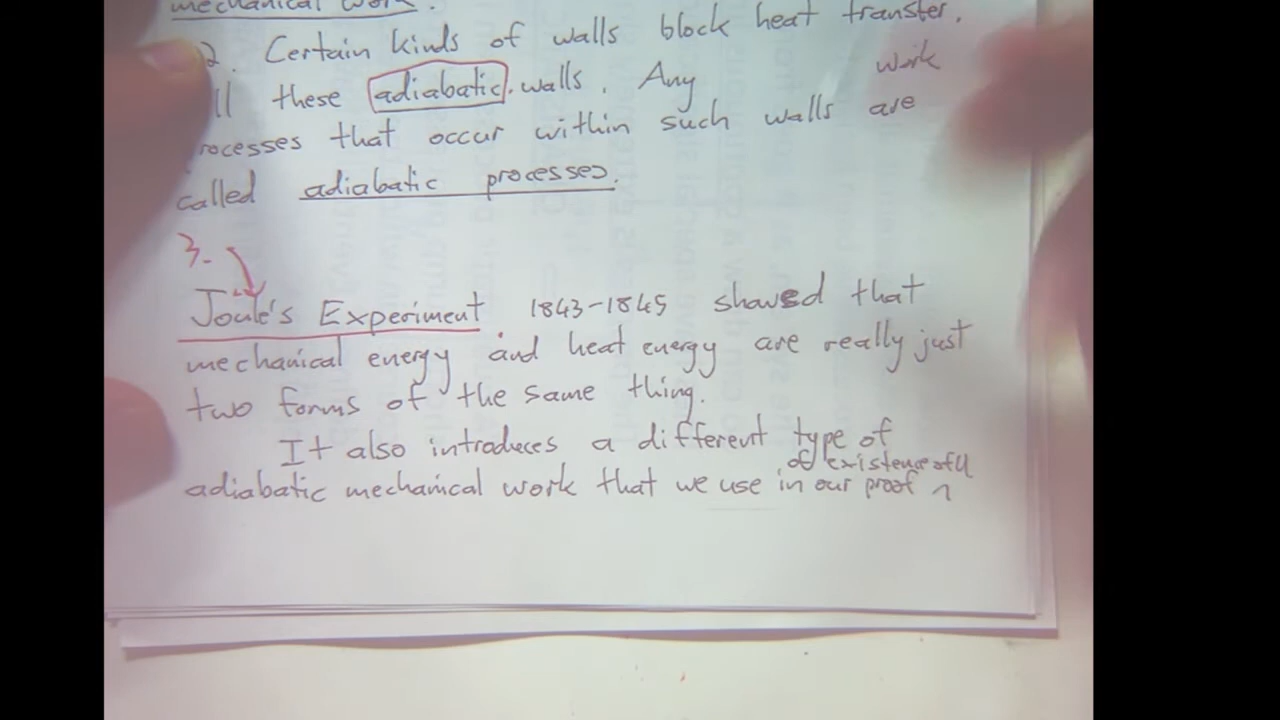 mechanical work.
2. Certain kinds of walls block heat transfer.
these adiabatic walls. Any work
rocesses that occur within such walls are
called adiabatic processes.
3.
Joule's Experiment 1843-1845 showed that
mechanical energy and heat energy are really just
two forms of the same thing.
It also introduces a different type of
of existence of U
adiabatic mechanical work that we use in our proof